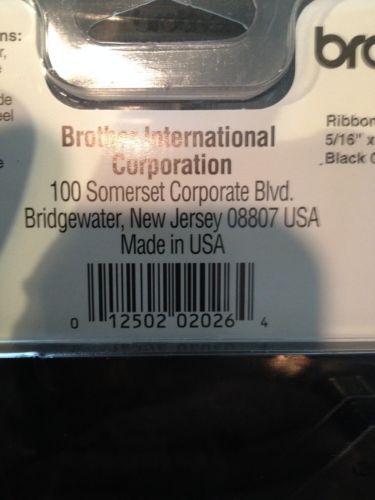 ns:
Brother International
Corporation
100 Somerset Corporate Blvd.
Bridgewater, New Jersey 08807 USA
Made in USA
0 12502 02026 4
bro
Ribbon
5/16" x
Black